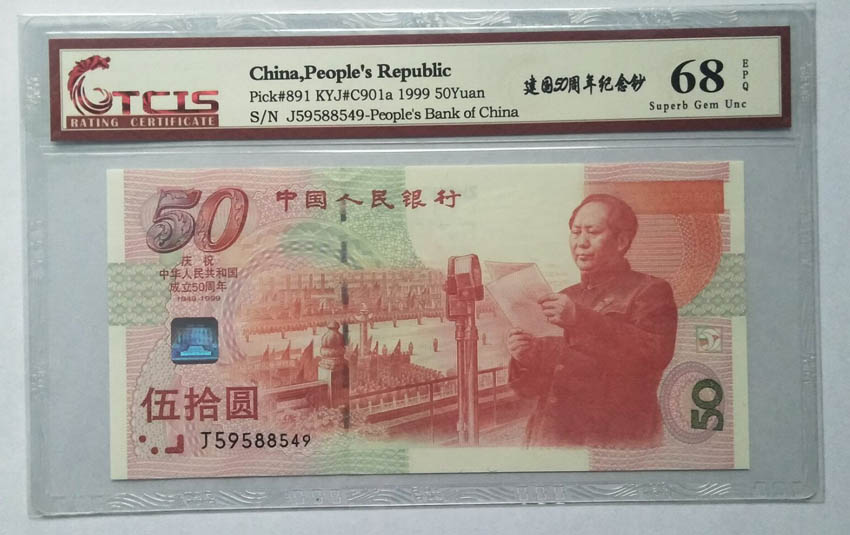 TCIS
RATING CERTIFICATE
China,People's Republic
Pick#891 KYJ#C901a 1999 50Yuan
S/N J59588549-People's Bank of China
建国50周年纪念钞
68
EPQ
Superb Gem Unc
50
中国人民银行
庆祝
中华人民共和国
成立50周年
1949-1999
伍拾圆
J59588549
50